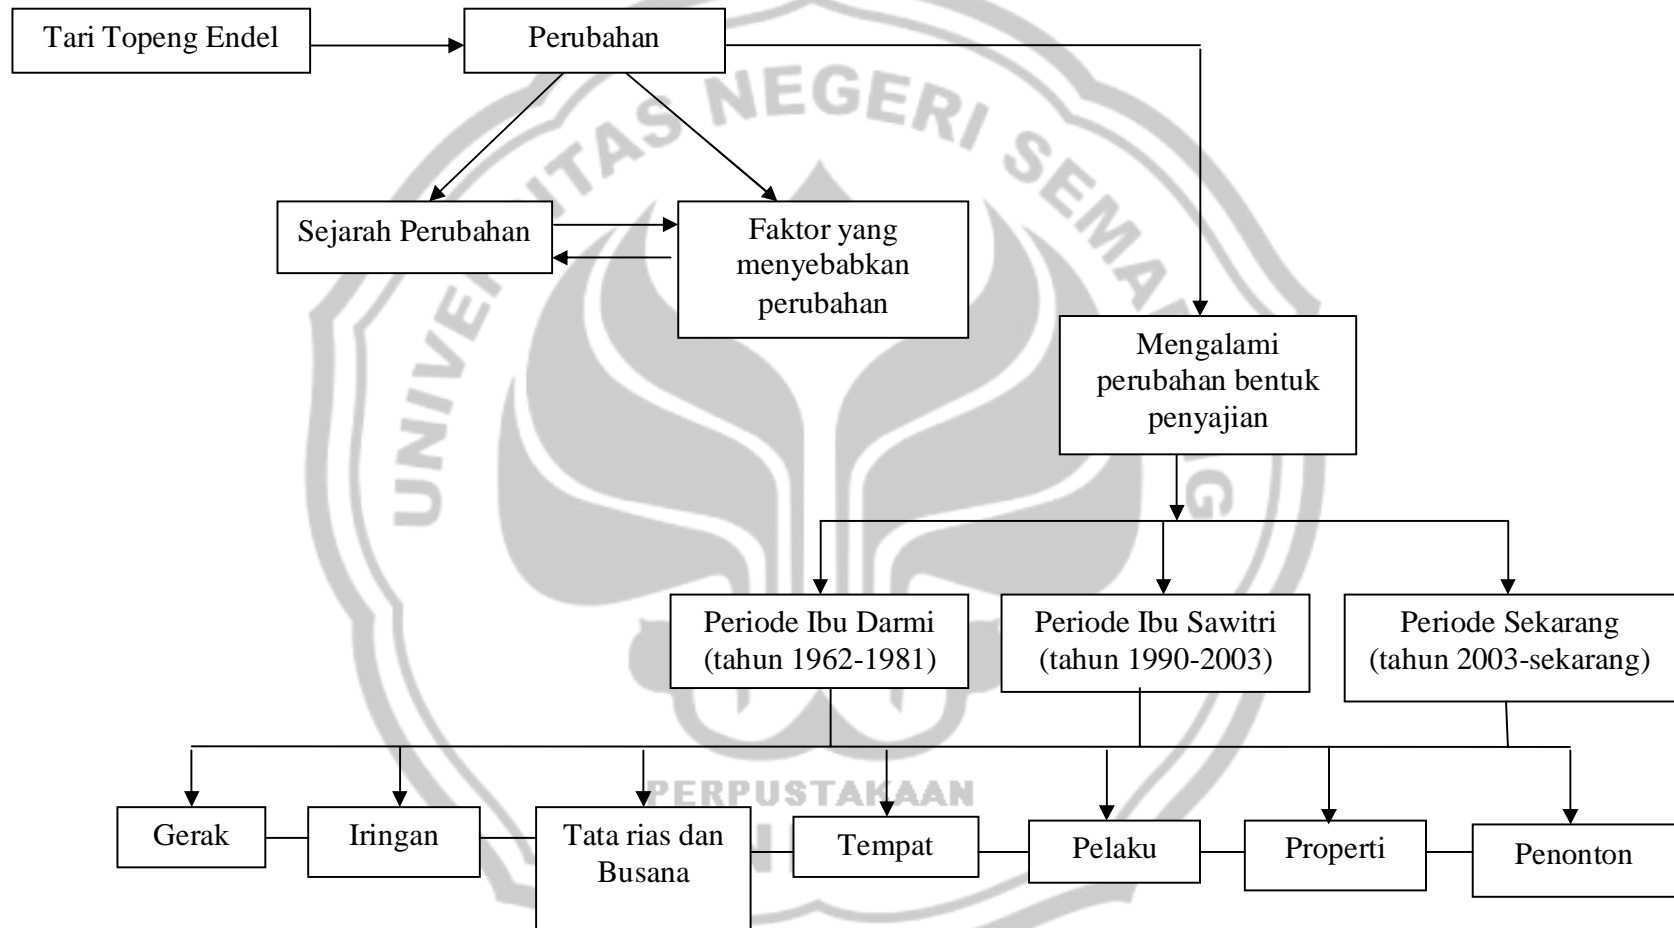 Tari Topeng Endel
Perubahan
UNIVERSITAS NEGERI SEMARANG
Sejarah Perubahan
Faktor yang
menyebabkan
perubahan
Mengalami
perubahan bentuk
penyajian
Periode Ibu Darmi
(tahun 1962-1981)
Periode Ibu Sawitri
(tahun 1990-2003)
Periode Sekarang
(tahun 2003-sekarang)
PERPUSTAKAAN
Gerak
Iringan
Tata rias dan
Busana
Tempat
Pelaku
Properti
Penonton